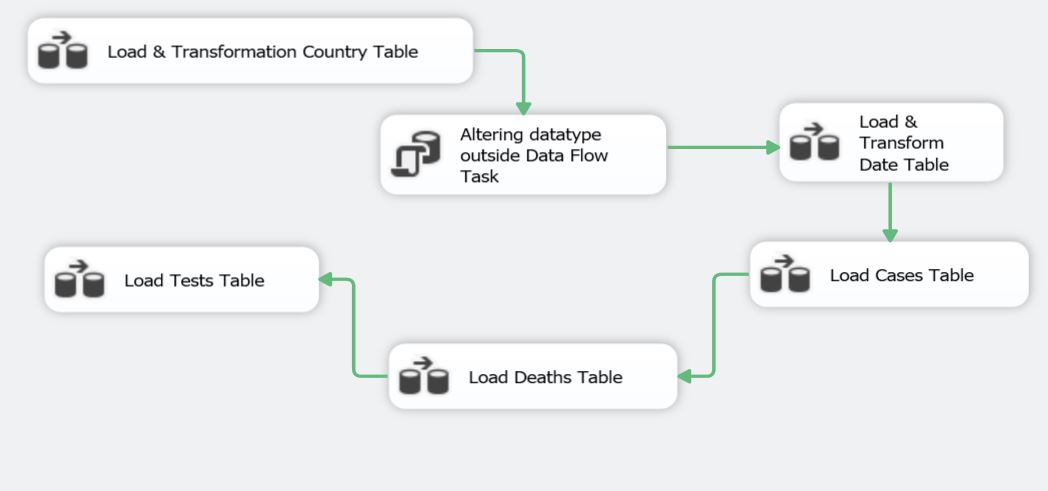 Load & Transformation Country Table
Altering datatype
outside Data Flow
Task
Load &
Transform
Date Table
Load Cases Table
Load Deaths Table
Load Tests Table